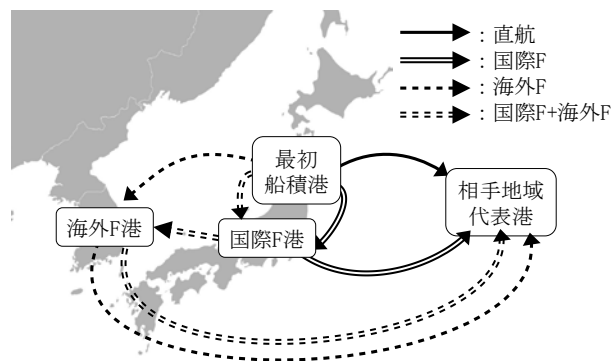 : 直航
: 国際F
: 海外F
: 国際F+海外F
最初
船積港
相手地域
代表港
海外F港
国際F港